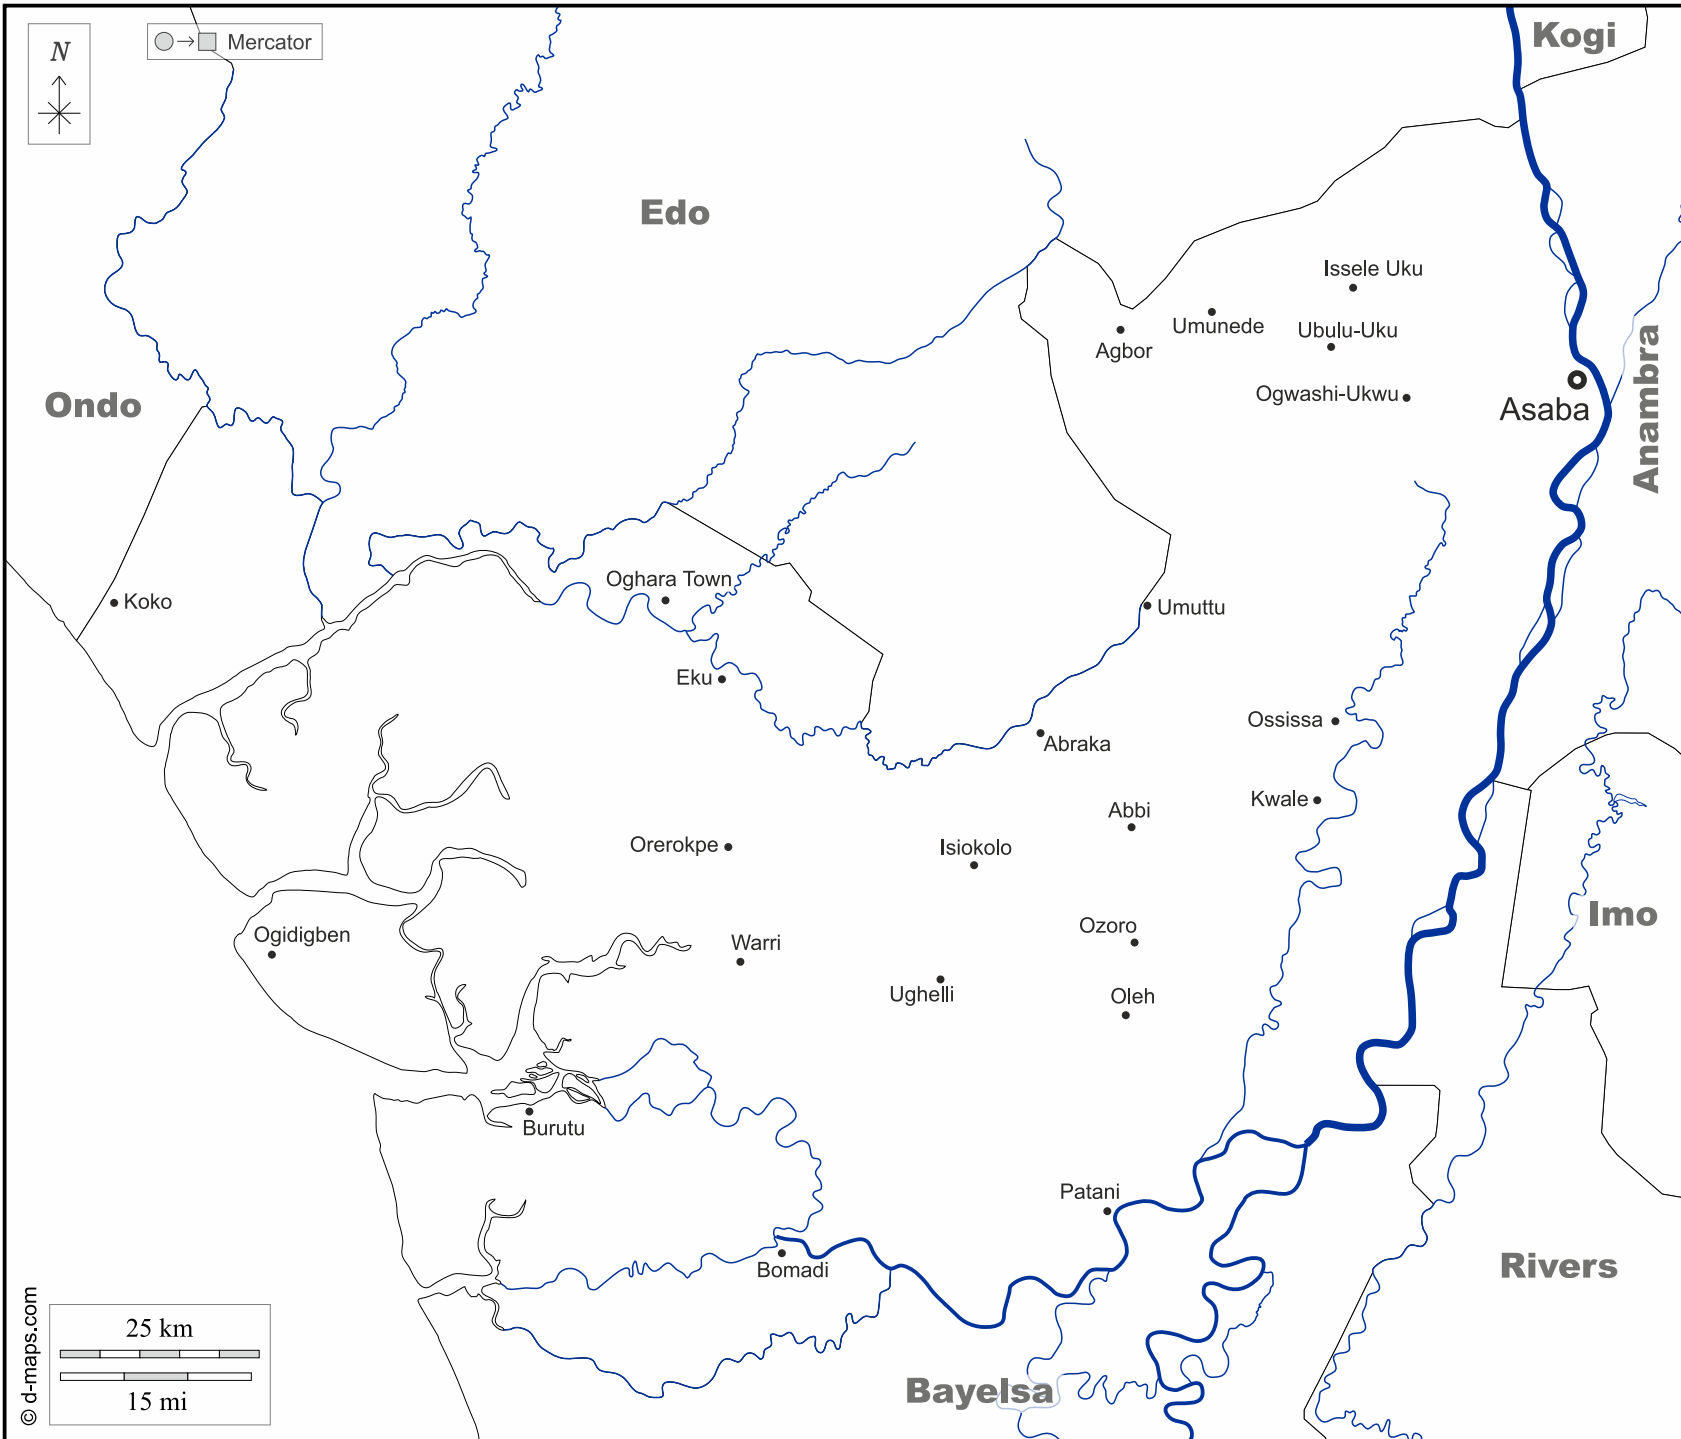 N
Mercator
Kogi
Edo
Issele Uku
Umunede
Ubulu-Uku
Agbor
Ogwashi-Ukwu
Asaba
Anambra
Ondo
Oghara Town
Koko
Umuttu
Eku
Ossissa
Abraka
Kwale
Abbi
Orerokpe
Isiokolo
Imo
Ogidigben
Warri
Ozoro
Ughelli
Oleh
Burutu
Patani
Bomadi
Rivers
Bayelsa
25 km
15 mi
© d-maps.com